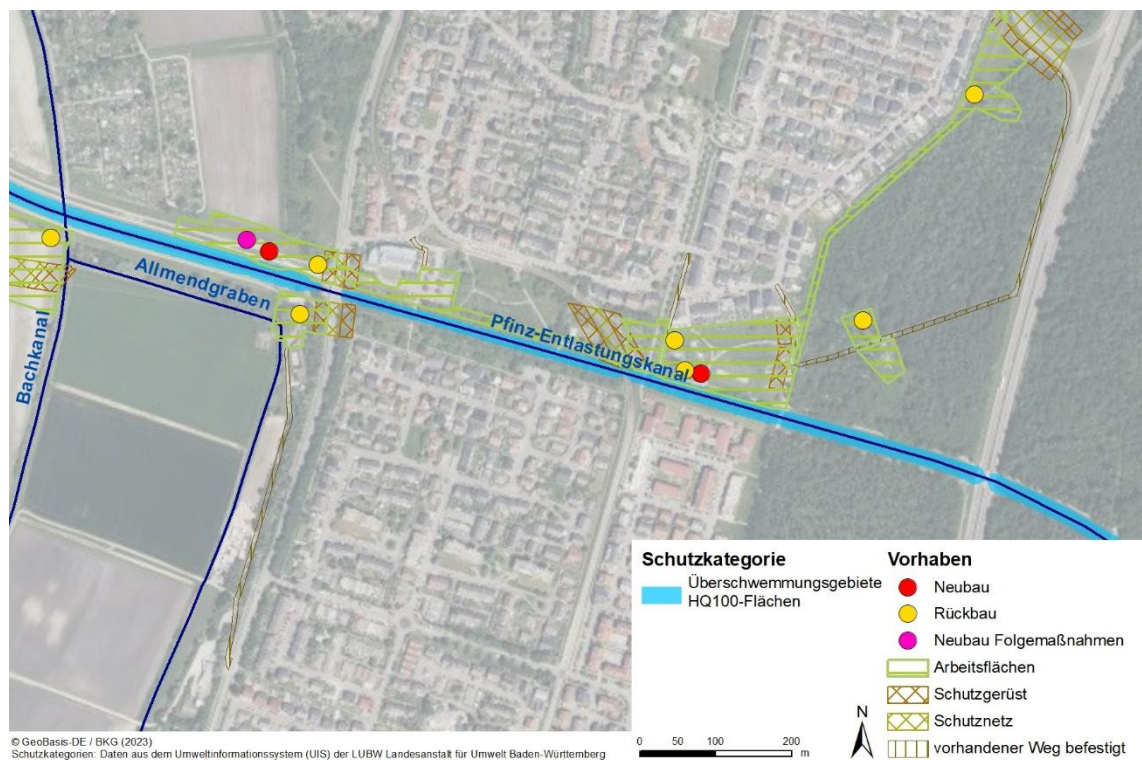 Allmendgraben
Bachkanal
Pfinz-Entlastungskanal
Schutzkategorie
Überschwemmungsgebiete
HQ100-Flächen
Vorhaben
Neubau
Rückbau
Neubau Folgemaßnahmen
Arbeitsflächen
Schutzgerüst
Schutznetz
vorhandener Weg befestigt
N
0 50 100 200
m
© GeoBasis-DE / BKG (2023)
Schutzkategorien: Daten aus dem Umweltinformationssystem (UIS) der LUBW Landesanstalt für Umwelt Baden-Württemberg